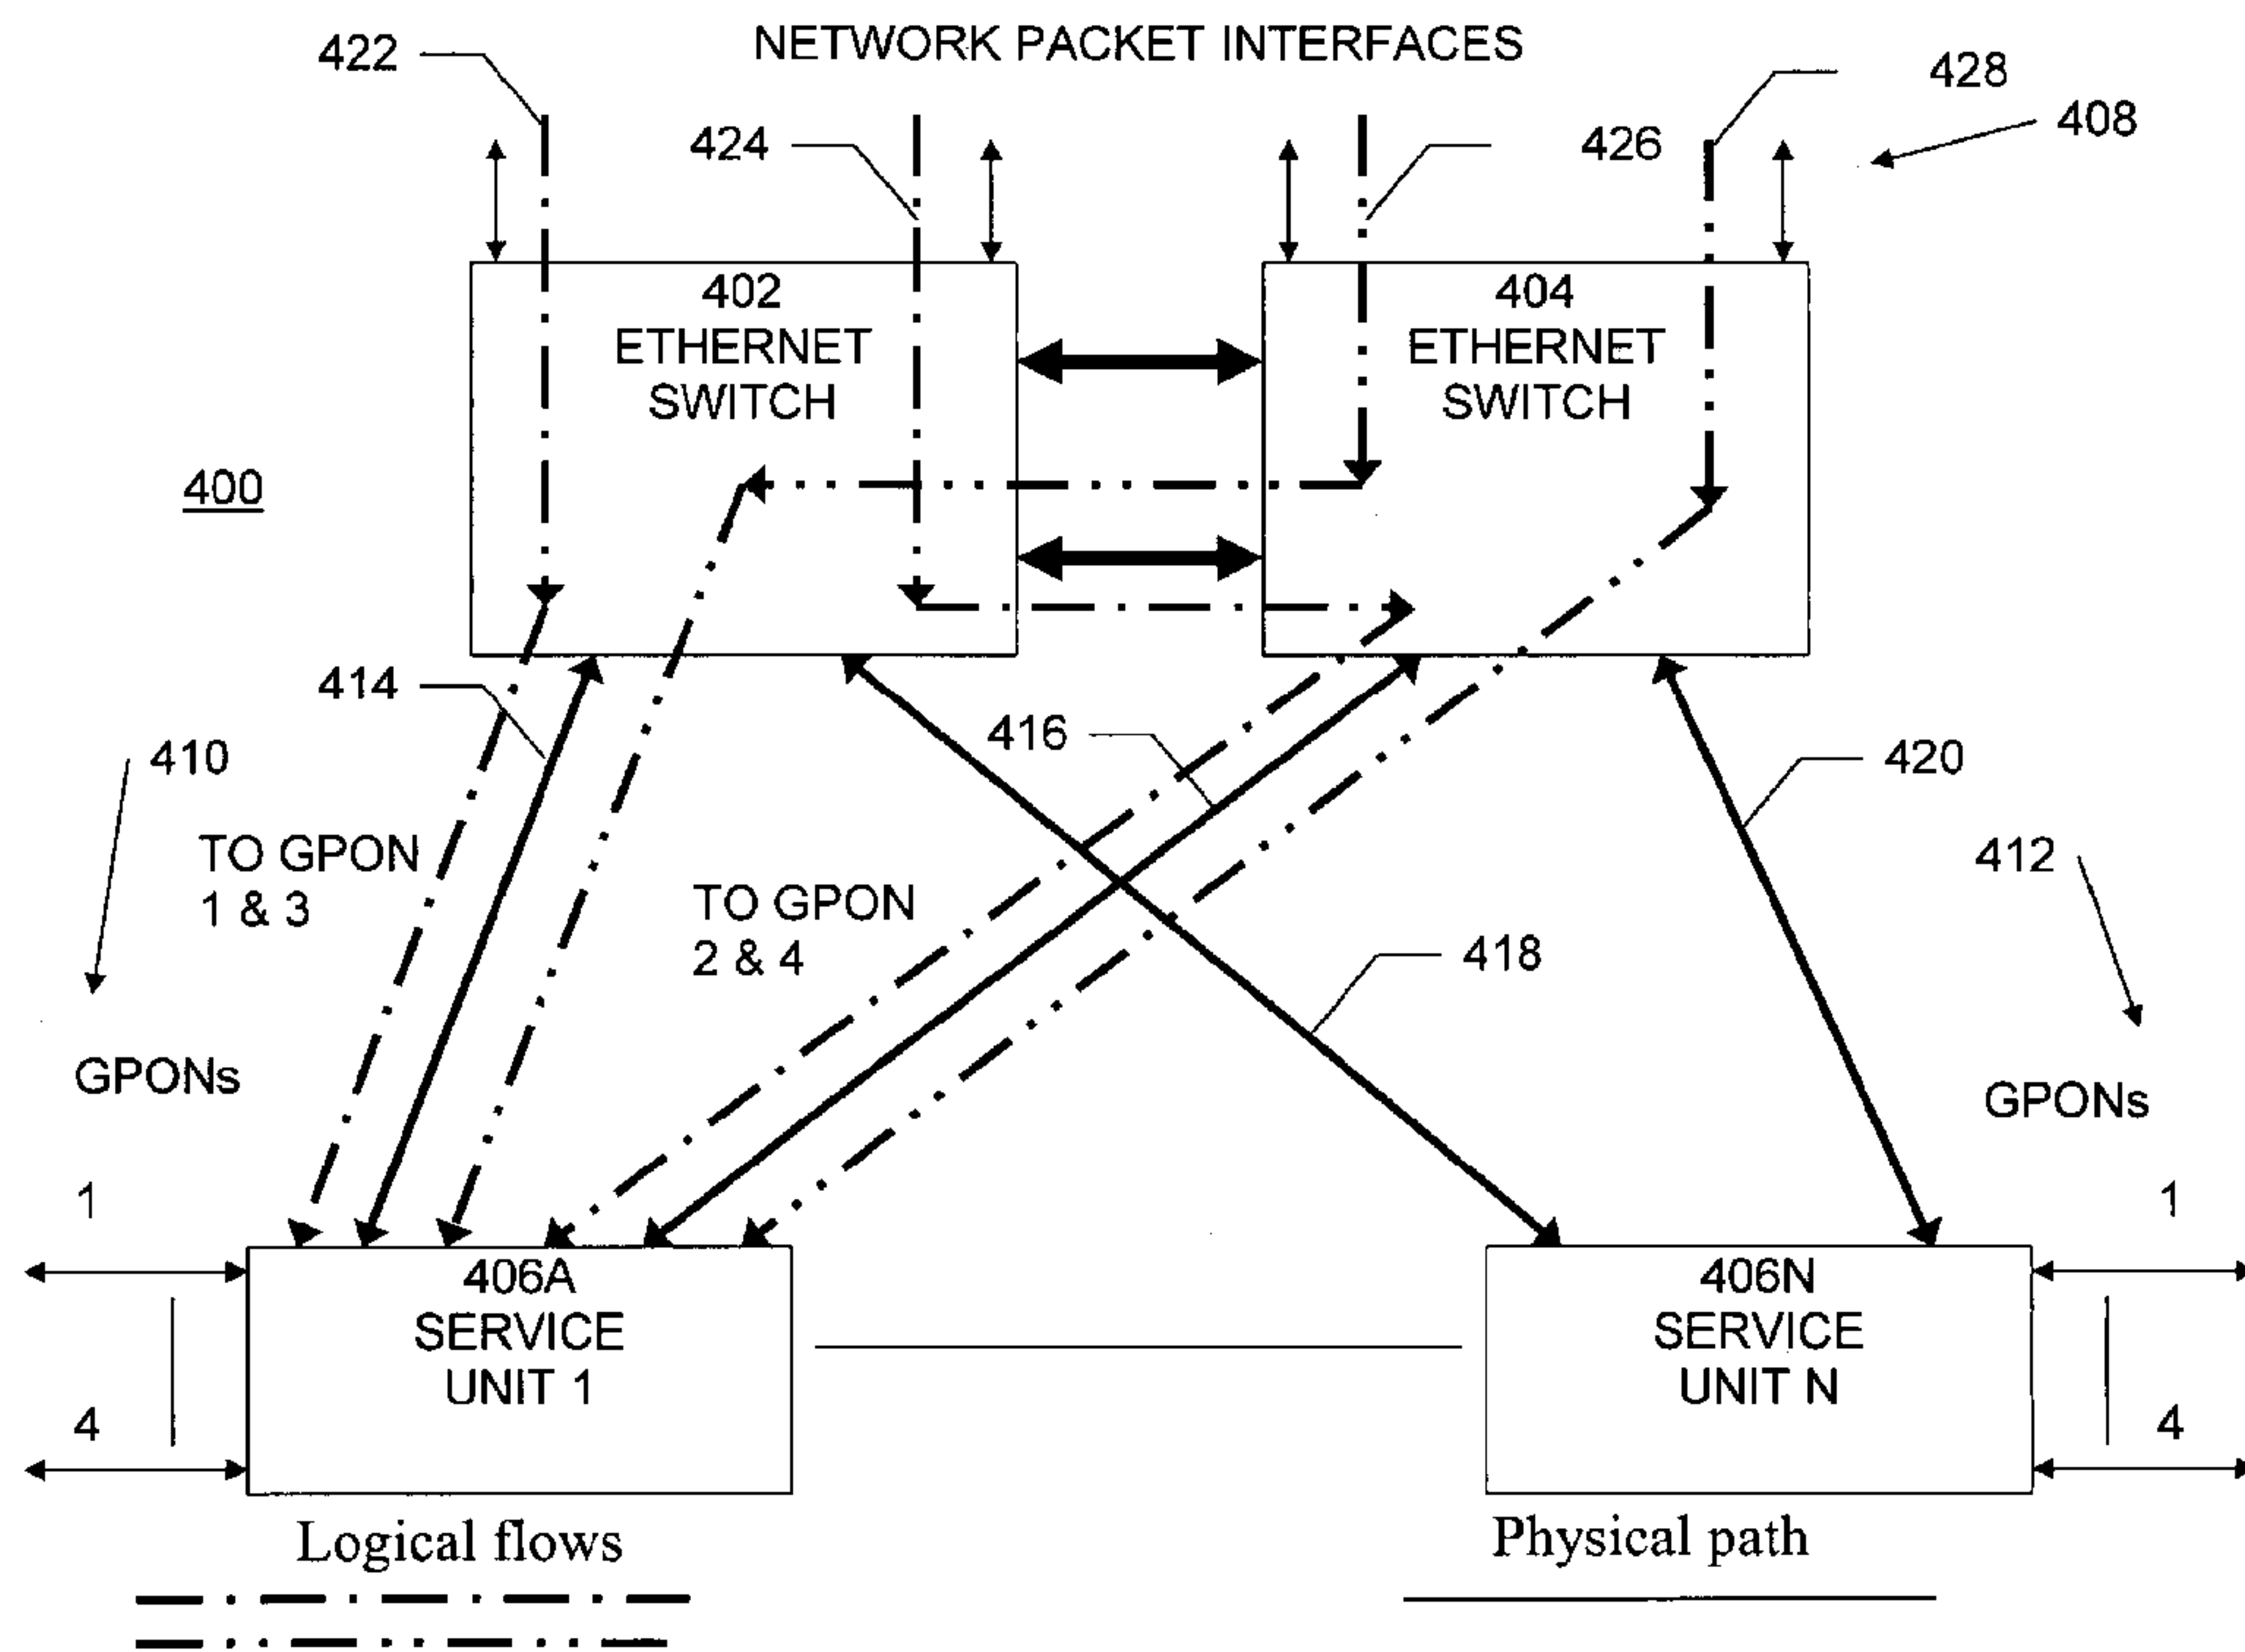 NETWORK PACKET INTERFACES
422
428
408
424
426
402
ETHERNET
SWITCH
404
ETHERNET
SWITCH
400
414
416
420
410
TO GPON
1 & 3
412
TO GPON
2 & 4
418
GPONs
GPONs
1
1
406A
SERVICE
UNIT 1
406N
SERVICE
UNIT N
4
4
Logical flows
Physical path